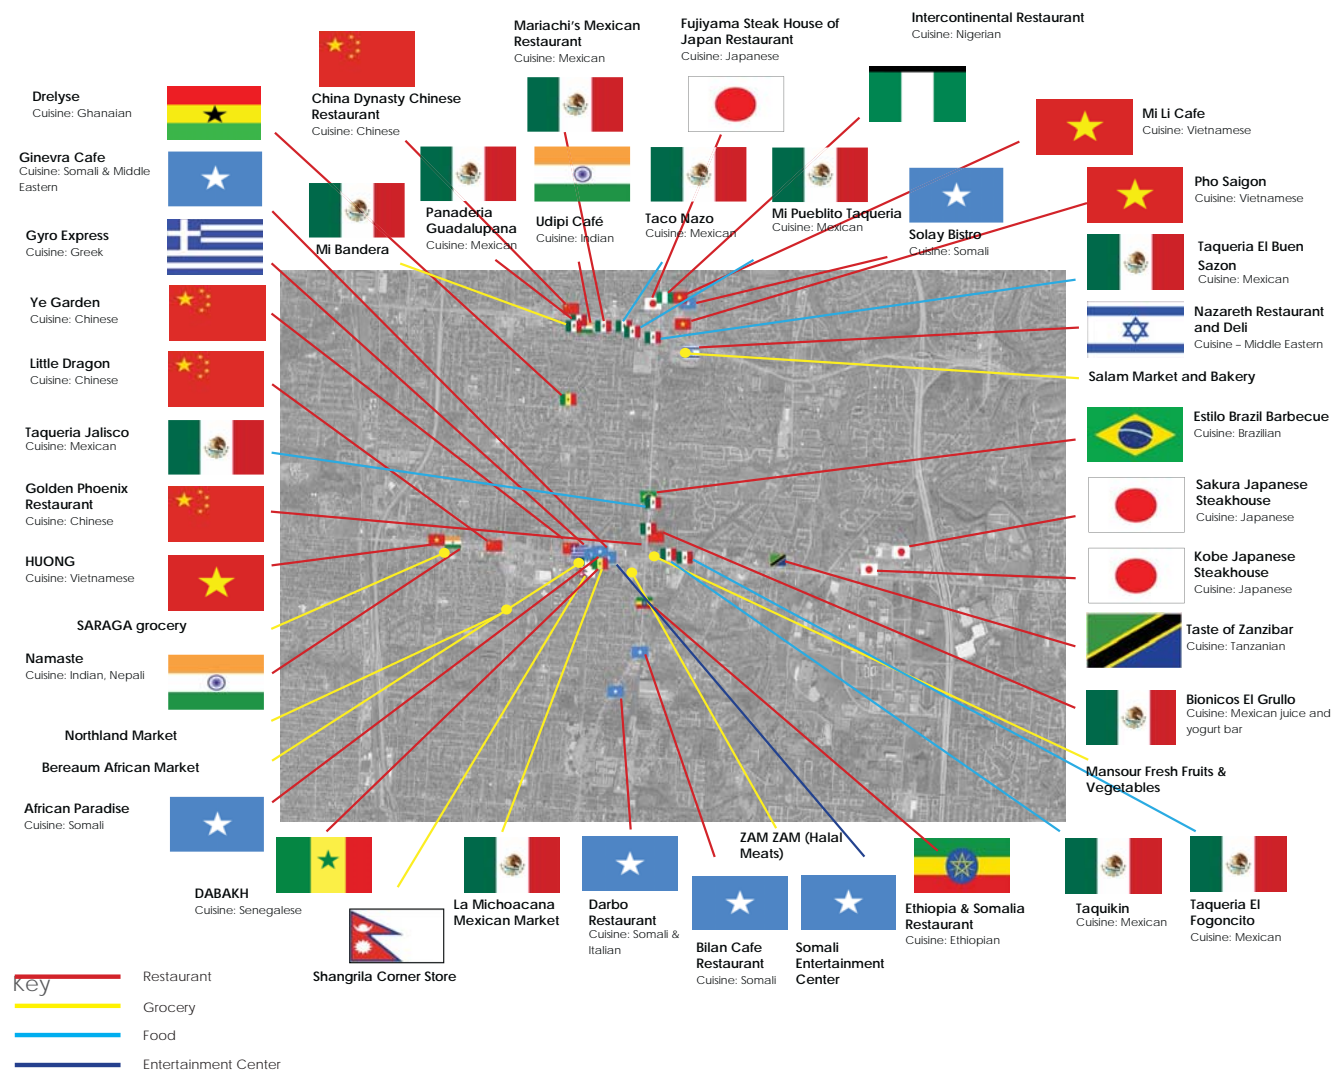 Intercontinental Restaurant
Cuisine: Nigerian
Mariachi's Mexican
Restaurant
Cuisine: Mexican
Fujiyama Steak House of
Japan Restaurant
Cuisine: Japanese
Drelyse
Cuisine: Ghanaian
China Dynasty Chinese
Restaurant
Cuisine: Chinese
Mi Li Cafe
Cuisine: Vietnamese
Ginevra Cafe
Cuisine: Somali & Middle
Eastern
Pho Saigon
Cuisine: Vietnamese
Mi Bandera
Panaderia
Guadalupana
Cuisine: Mexican
Udipi Café
Cuisine: Indian
Taco Nazo
Cuisine: Mexican
Mi Pueblito Taqueria
Cuisine: Mexican
Solay Bistro
Cuisine: Somali
Gyro Express
Cuisine: Greek
Taqueria El Buen
Sazon
Cuisine: Mexican
Ye Garden
Cuisine: Chinese
Nazareth Restaurant
and Deli
Cuisine – Middle Eastern
Little Dragon
Cuisine: Chinese
Salam Market and Bakery
Taqueria Jalisco
Cuisine: Mexican
Estilo Brazil Barbecue
Cuisine: Brazilian
Golden Phoenix
Restaurant
Cuisine: Chinese
Sakura Japanese
Steakhouse
Cuisine: Japanese
HUONG
Cuisine: Vietnamese
Kobe Japanese
Steakhouse
Cuisine: Japanese
SARAGA grocery
Taste of Zanzibar
Cuisine: Tanzanian
Namaste
Cuisine: Indian, Nepali
Bionicos El Grullo
Cuisine: Mexican juice and
yogurt bar
Northland Market
Bereaum African Market
Mansour Fresh Fruits &
Vegetables
African Paradise
Cuisine: Somali
ZAM ZAM (Halal
Meats)
DABAKH
Cuisine: Senegalese
La Michoacana
Mexican Market
Darbo
Restaurant
Cuisine: Somali &
Italian
Bilan Cafe
Restaurant
Cuisine: Somali
Somali
Entertainment
Center
Ethiopia & Somalia
Restaurant
Cuisine: Ethiopian
Taquikin
Cuisine: Mexican
Taqueria El
Fogoncito
Cuisine: Mexican
Shangrila Corner Store
Key
Restaurant
Grocery
Food
Entertainment Center